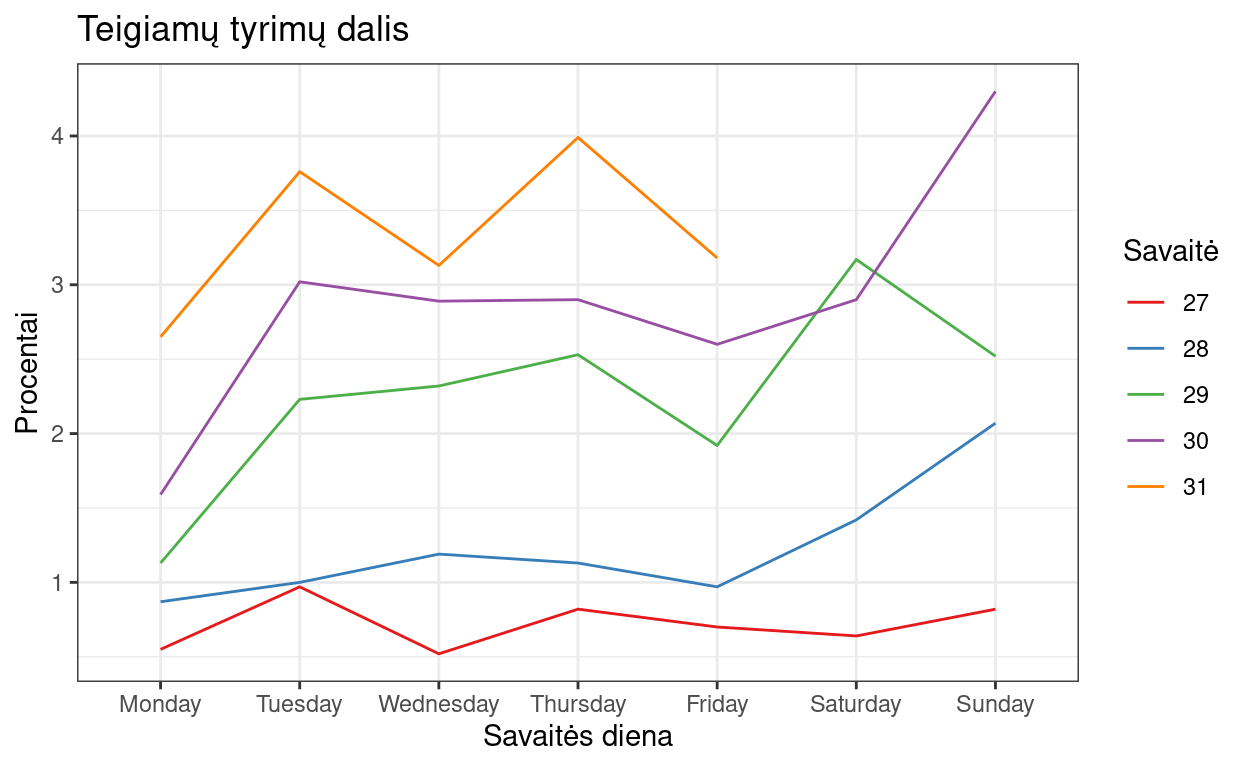 Teigiamų tyrimų dalis
Procentai
4
3
2
1
Monday Tuesday Wednesday Thursday Friday Saturday Sunday
Savaitės diena
Savaitė
27
28
29
30
31